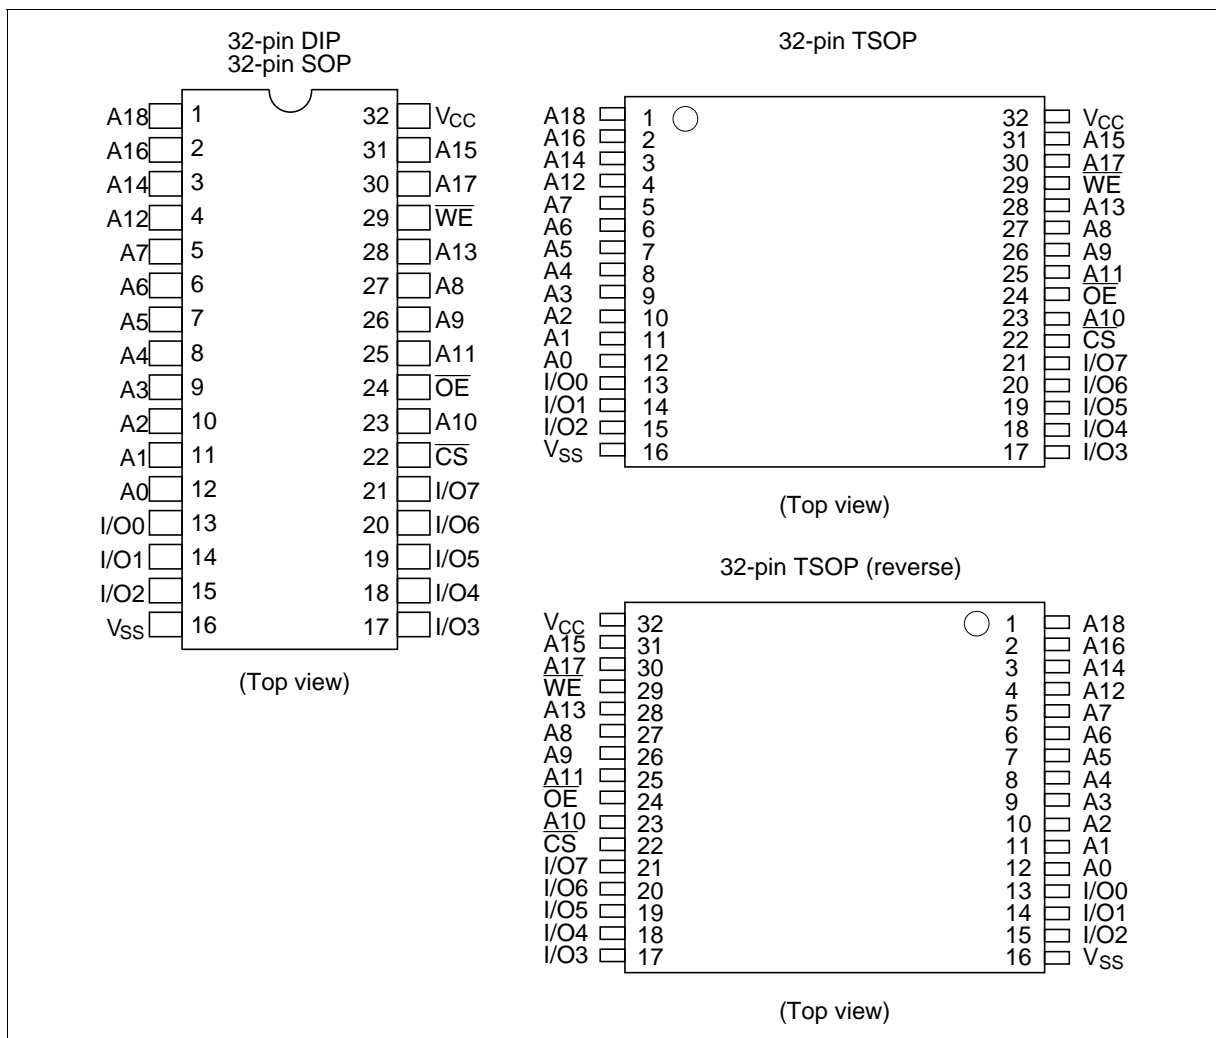 32-pin DIP
32-pin SOP
A18 1 32 VCC
A16 2 31 A15
A14 3 30 A17
A12 4 29 W̅E̅
A7 5 28 A13
A6 6 27 A8
A5 7 26 A9
A4 8 25 A11
A3 9 24 O̅E̅
A2 10 23 A10
A1 11 22 C̅S̅
A0 12 21 I/O7
I/O0 13 20 I/O6
I/O1 14 19 I/O5
I/O2 15 18 I/O4
VSS 16 17 I/O3
(Top view)
32-pin TSOP
A18 1 32 VCC
A16 2 31 A15
A14 3 30 A17
A12 4 29 W̅E̅
A7 5 28 A13
A6 6 27 A8
A5 7 26 A9
A4 8 25 A11
A3 9 24 O̅E̅
A2 10 23 A10
A1 11 22 C̅S̅
A0 12 21 I/O7
I/O0 13 20 I/O6
I/O1 14 19 I/O5
I/O2 15 18 I/O4
VSS 16 17 I/O3
(Top view)
32-pin TSOP (reverse)
VCC 32 1 A18
A15 31 2 A16
A17 30 3 A14
W̅E̅ 29 4 A12
A13 28 5 A7
A8 27 6 A6
A9 26 7 A5
A11 25 8 A4
O̅E̅ 24 9 A3
A10 23 10 A2
C̅S̅ 22 11 A1
I/O7 21 12 A0
I/O6 20 13 I/O0
I/O5 19 14 I/O1
I/O4 18 15 I/O2
I/O3 17 16 VSS
(Top view)